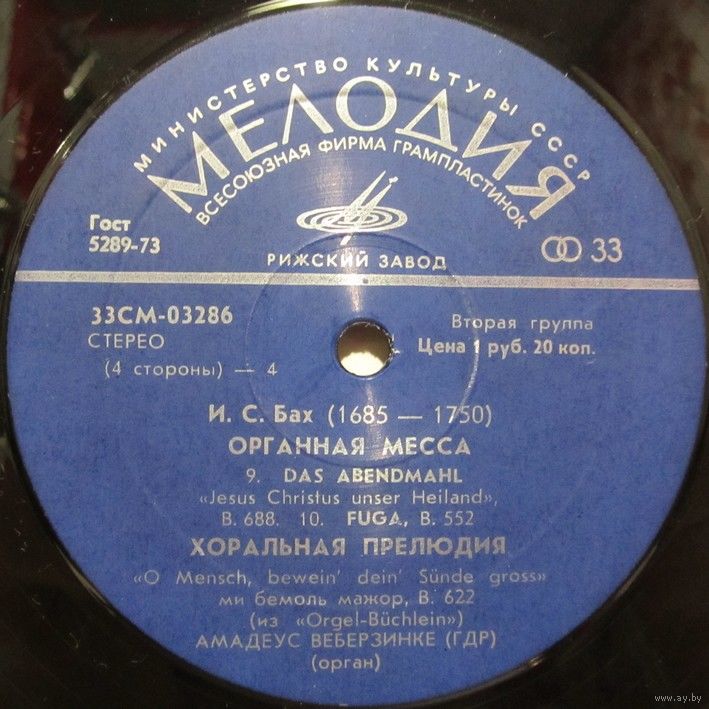 МИНИСТЕРСТВО КУЛЬТУРЫ СССР
МЕЛОДИЯ
ВСЕСОЮЗНАЯ ФИРМА ГРАМПЛАСТИНОК
Гост
5289-73
33
РИЖСКИЙ ЗАВОД
33СМ-03286
СТЕРЕО
(4 стороны) — 4
Вторая группа
Цена 1 руб. 20 коп.
И. С. Бах (1685 — 1750)
ОРГАННАЯ МЕССА
9. DAS ABENDMAHL
«Jesus Christus unser Heiland»,
B. 688. 10. FUGA, B. 552
ХОРАЛЬНАЯ ПРЕЛЮДИЯ
«O Mensch, bewein' dein' Sünde gross»
ми бемоль мажор, B. 622
(из «Orgel-Büchlein»)
АМАДЕУС ВЕБЕРЗИНКЕ (ГДР)
(орган)
www.ay.by